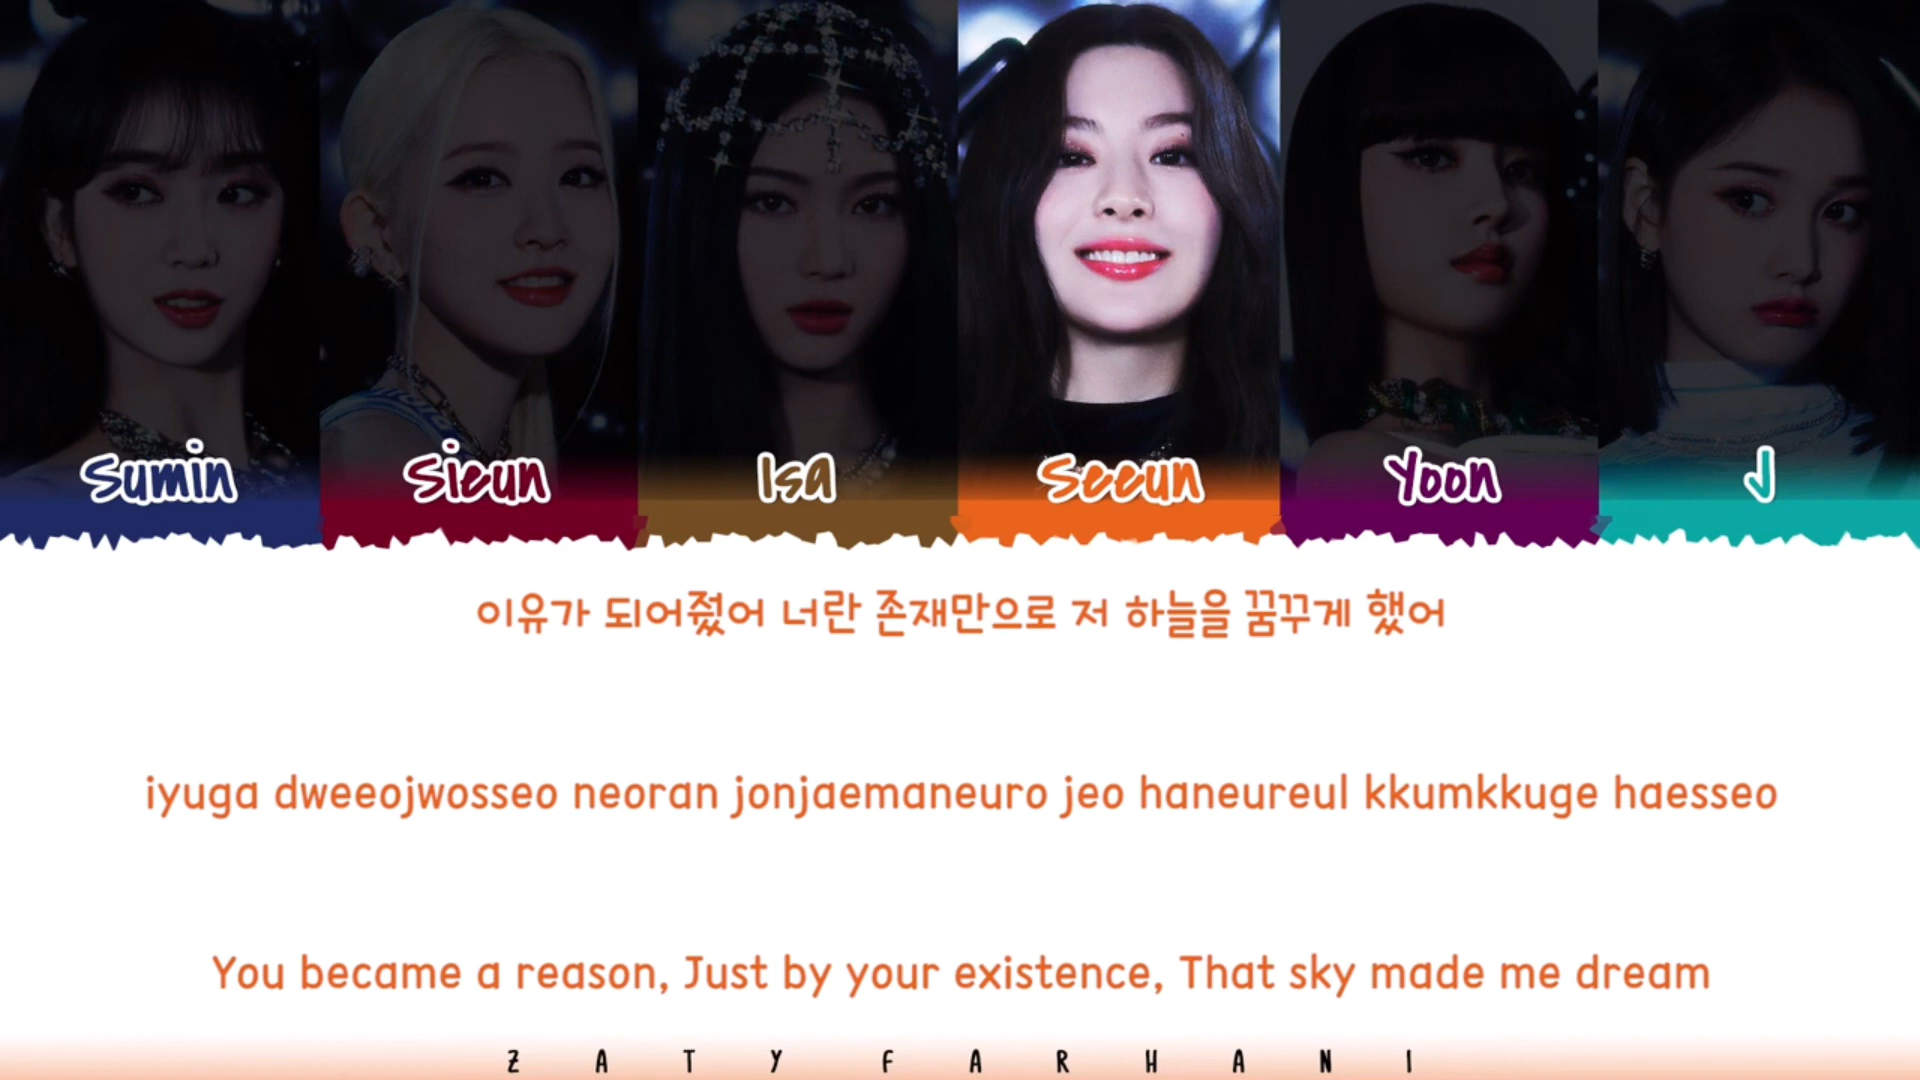 Sumin Sieun Isa Seeun Yoon J
이유가 되어줬어 너란 존재만으로 저 하늘을 꿈꾸게 했어
iyuga dweeojwosseo neoran jonjaemaneuro jeo haneureul kkumkkuge haesseo
You became a reason, Just by your existence, That sky made me dream
ZATY FARHANI